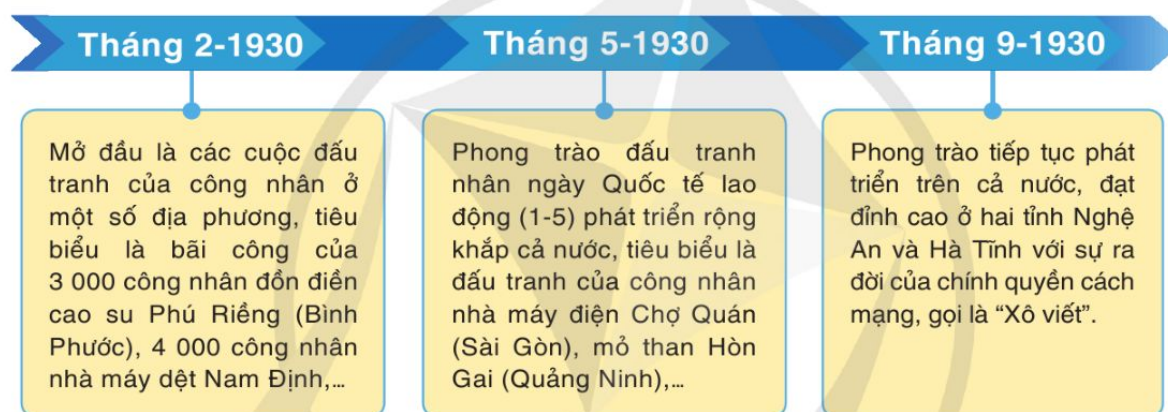 Tháng 2-1930
Mở đầu là các cuộc đấu
tranh của công nhân ở
một số địa phương, tiêu
biểu là bãi công của
3 000 công nhân đồn điền
cao su Phú Riềng (Bình
Phước), 4 000 công nhân
nhà máy dệt Nam Định,...
Tháng 5-1930
Phong trào đấu tranh
nhân ngày Quốc tế lao
động (1-5) phát triển rộng
khắp cả nước, tiêu biểu là
đấu tranh của công nhân
nhà máy điện Chợ Quán
(Sài Gòn), mỏ than Hòn
Gai (Quảng Ninh),...
Tháng 9-1930
Phong trào tiếp tục phát
triển trên cả nước, đạt
đỉnh cao ở hai tỉnh Nghệ
An và Hà Tĩnh với sự ra
đời của chính quyền cách
mạng, gọi là “Xô viết”.